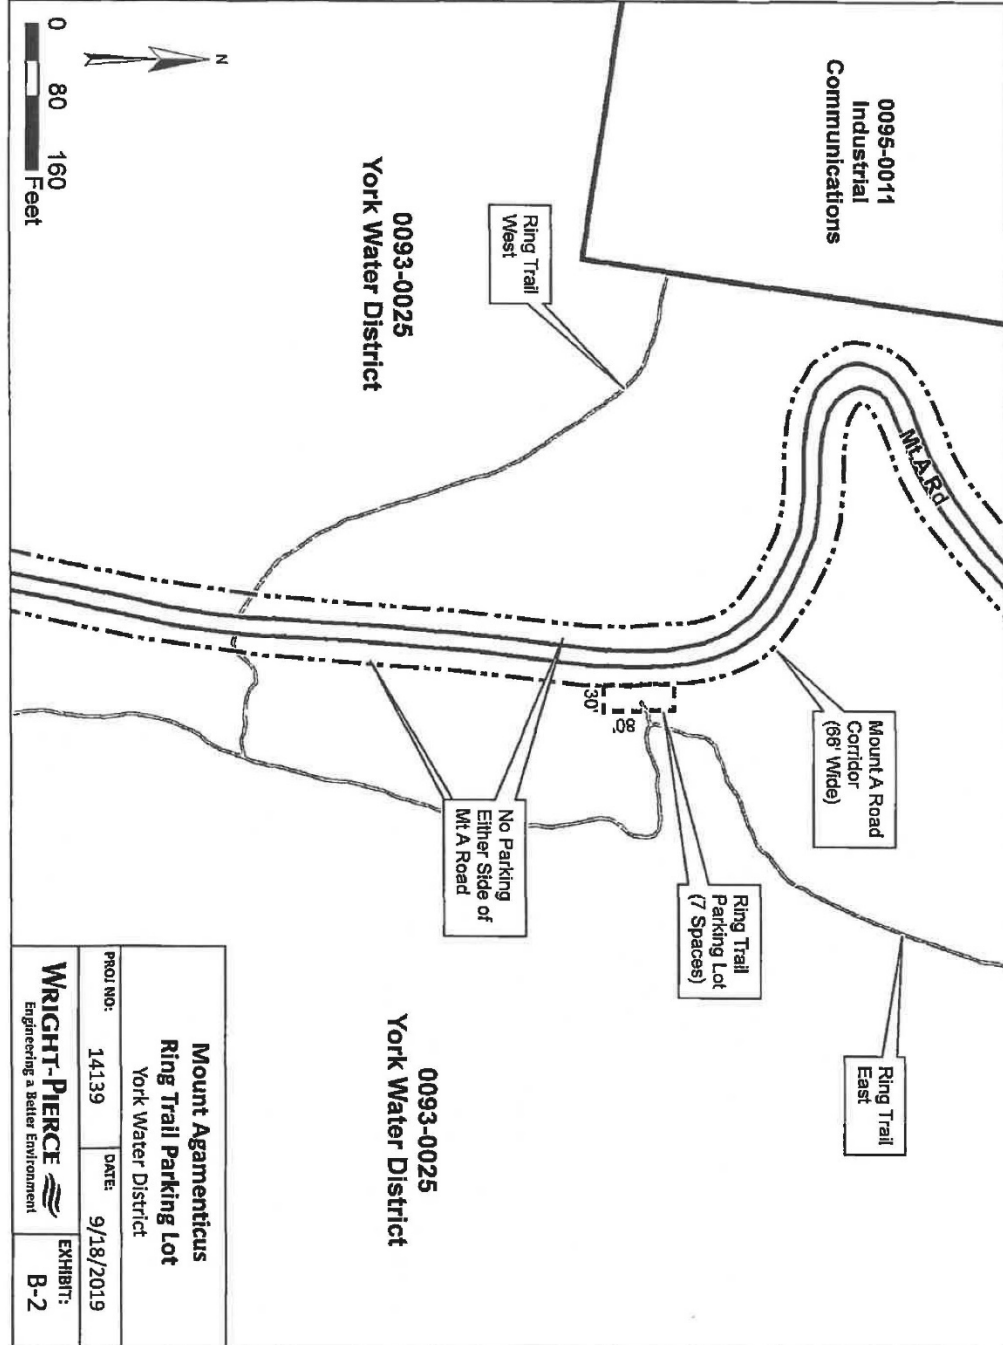 0095-0011
Industrial
Communications
Mt A Rd
Mount A Road
Corridor
(66' Wide)
Ring Trail
East
Ring Trail
Parking Lot
(7 Spaces)
30'
80'
Ring Trail
West
0093-0025
York Water District
No Parking
Either Side of
Mt A Road
0093-0025
York Water District
N
0 80 160
Feet
Mount Agamenticus
Ring Trail Parking Lot
York Water District
PROJ NO: 14139
DATE: 9/18/2019
WRIGHT-PIERCE
Engineering a Better Environment
EXHIBIT:
B-2